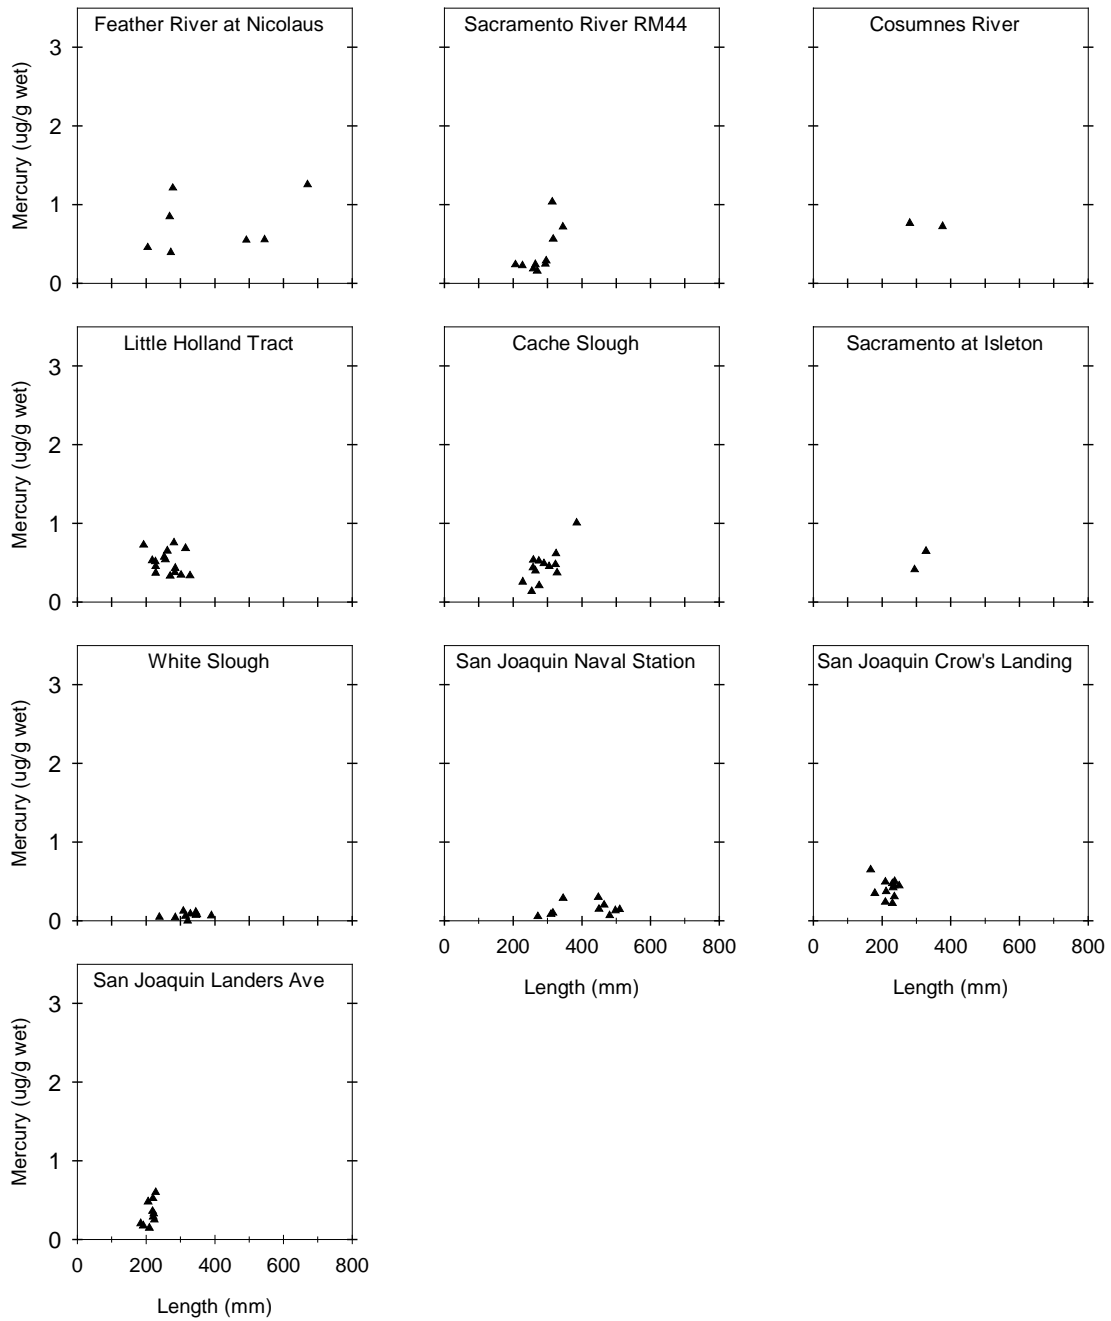 Feather River at Nicolaus
Sacramento River RM44
Cosumnes River
3
2
1
0
Mercury (ug/g wet)
Little Holland Tract
Cache Slough
Sacramento at Isleton
3
2
1
0
Mercury (ug/g wet)
White Slough
San Joaquin Naval Station
San Joaquin Crow's Landing
3
2
1
0
Mercury (ug/g wet)
0 200 400 600 800
0 200 400 600 800
Length (mm)
Length (mm)
San Joaquin Landers Ave
3
2
1
0
Mercury (ug/g wet)
0 200 400 600 800
Length (mm)